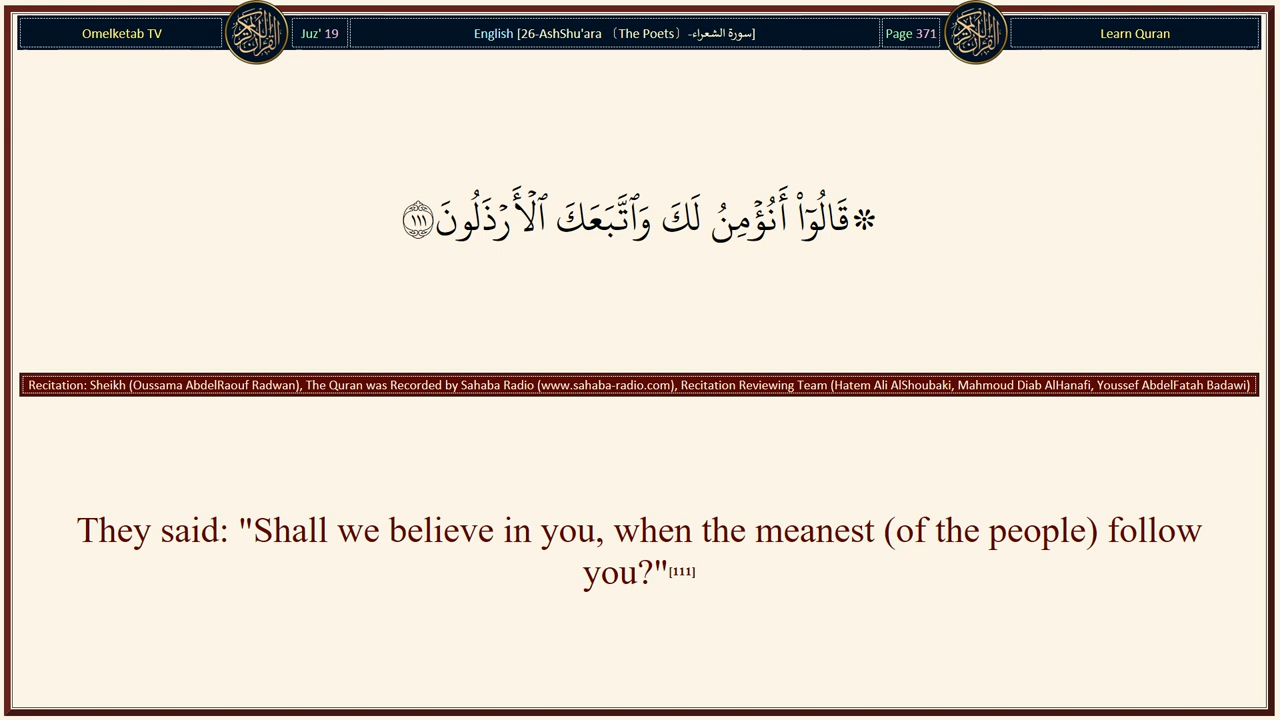 Omelketab TV
Juz' 19
English [26-AshShu'ara （The Poets） -سورة الشعراء]
Page 371
Learn Quran
۞ قَالُوٓا۟ أَنُؤْمِنُ لَكَ وَٱتَّبَعَكَ ٱلْأَرْذَلُونَ ١١١
Recitation: Sheikh (Oussama AbdelRaouf Radwan), The Quran was Recorded by Sahaba Radio (www.sahaba-radio.com), Recitation Reviewing Team (Hatem Ali AlShoubaki, Mahmoud Diab AlHanafi, Youssef AbdelFatah Badawi)
They said: "Shall we believe in you, when the meanest (of the people) follow
you?"[111]